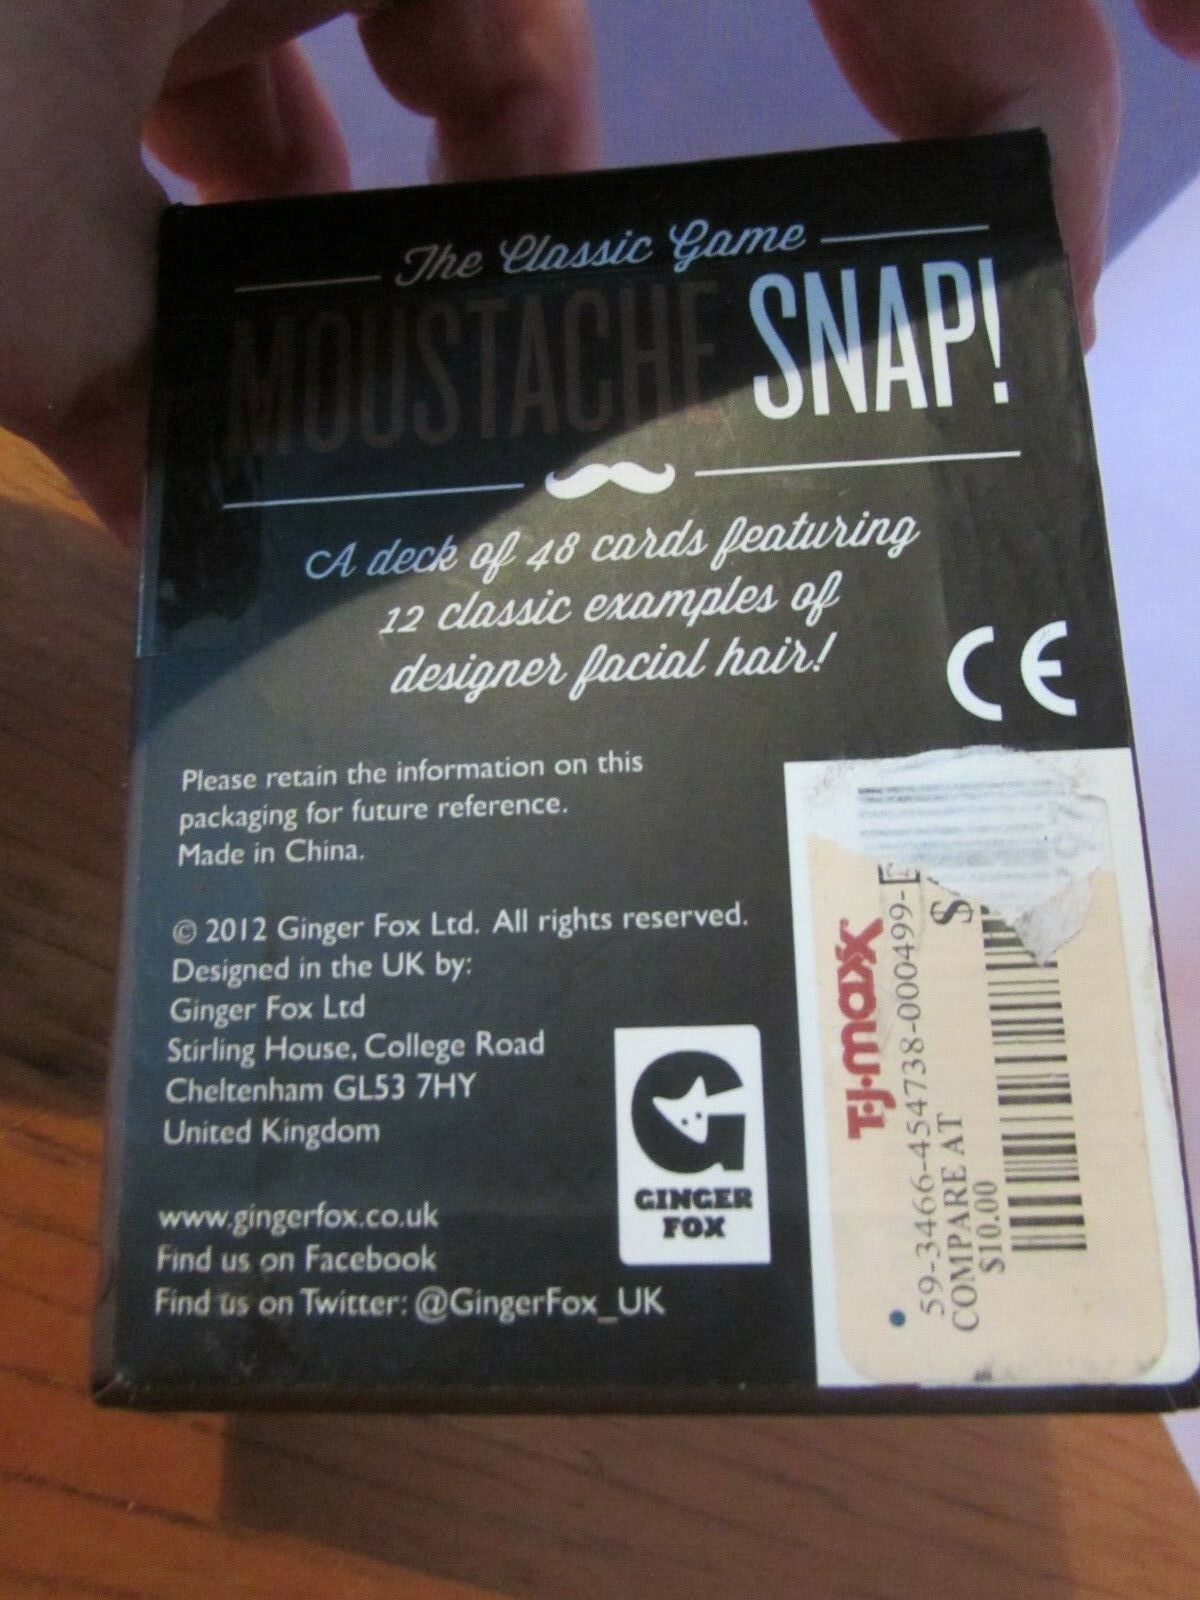 The Classic Game
MOUSTACHE SNAP!
A deck of 48 cards featuring
12 classic examples of
designer facial hair!
CE
Please retain the information on this
packaging for future reference.
Made in China.
© 2012 Ginger Fox Ltd. All rights reserved.
Designed in the UK by:
Ginger Fox Ltd
Stirling House, College Road
Cheltenham GL53 7HY
United Kingdom
www.gingerfox.co.uk
Find us on Facebook
Find us on Twitter: @GingerFox_UK
G
GINGER
FOX
T·J·maxx
59-3466-454738-000499-
COMPARE AT
$10.00
$